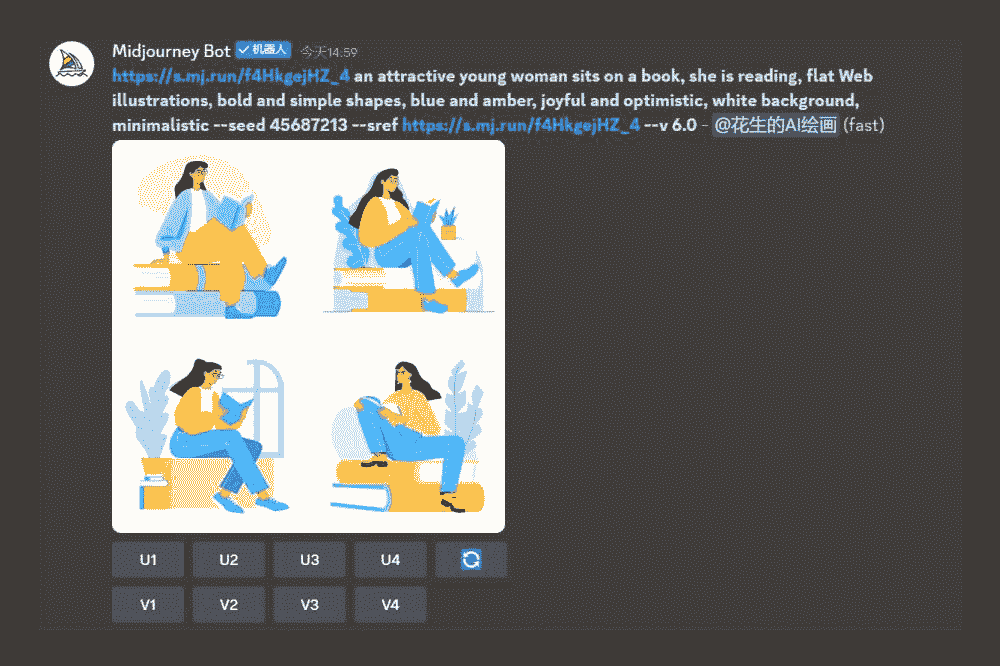 Midjourney Bot ✓ 机器人 今天14:59
https://s.mj.run/f4HkgejHZ_4 an attractive young woman sits on a book, she is reading, flat Web
illustrations, bold and simple shapes, blue and amber, joyful and optimistic, white background,
minimalistic --seed 45687213 --sref https://s.mj.run/f4HkgejHZ_4 --v 6.0 - @花生的AI绘画 (fast)
U1 U2 U3 U4
V1 V2 V3 V4